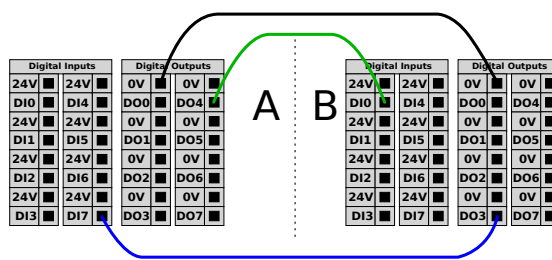 Digital Inputs Digital Outputs
24V 24V 0V 0V
DI0 DI4 DO0 DO4
24V 24V 0V 0V
DI1 DI5 DO1 DO5
24V 24V 0V 0V
DI2 DI6 DO2 DO6
24V 24V 0V 0V
DI3 DI7 DO3 DO7
A B
Digital Inputs Digital Outputs
24V 24V 0V 0V
DI0 DI4 DO0 DO4
24V 24V 0V 0V
DI1 DI5 DO1 DO5
24V 24V 0V 0V
DI2 DI6 DO2 DO6
24V 24V 0V 0V
DI3 DI7 DO3 DO7